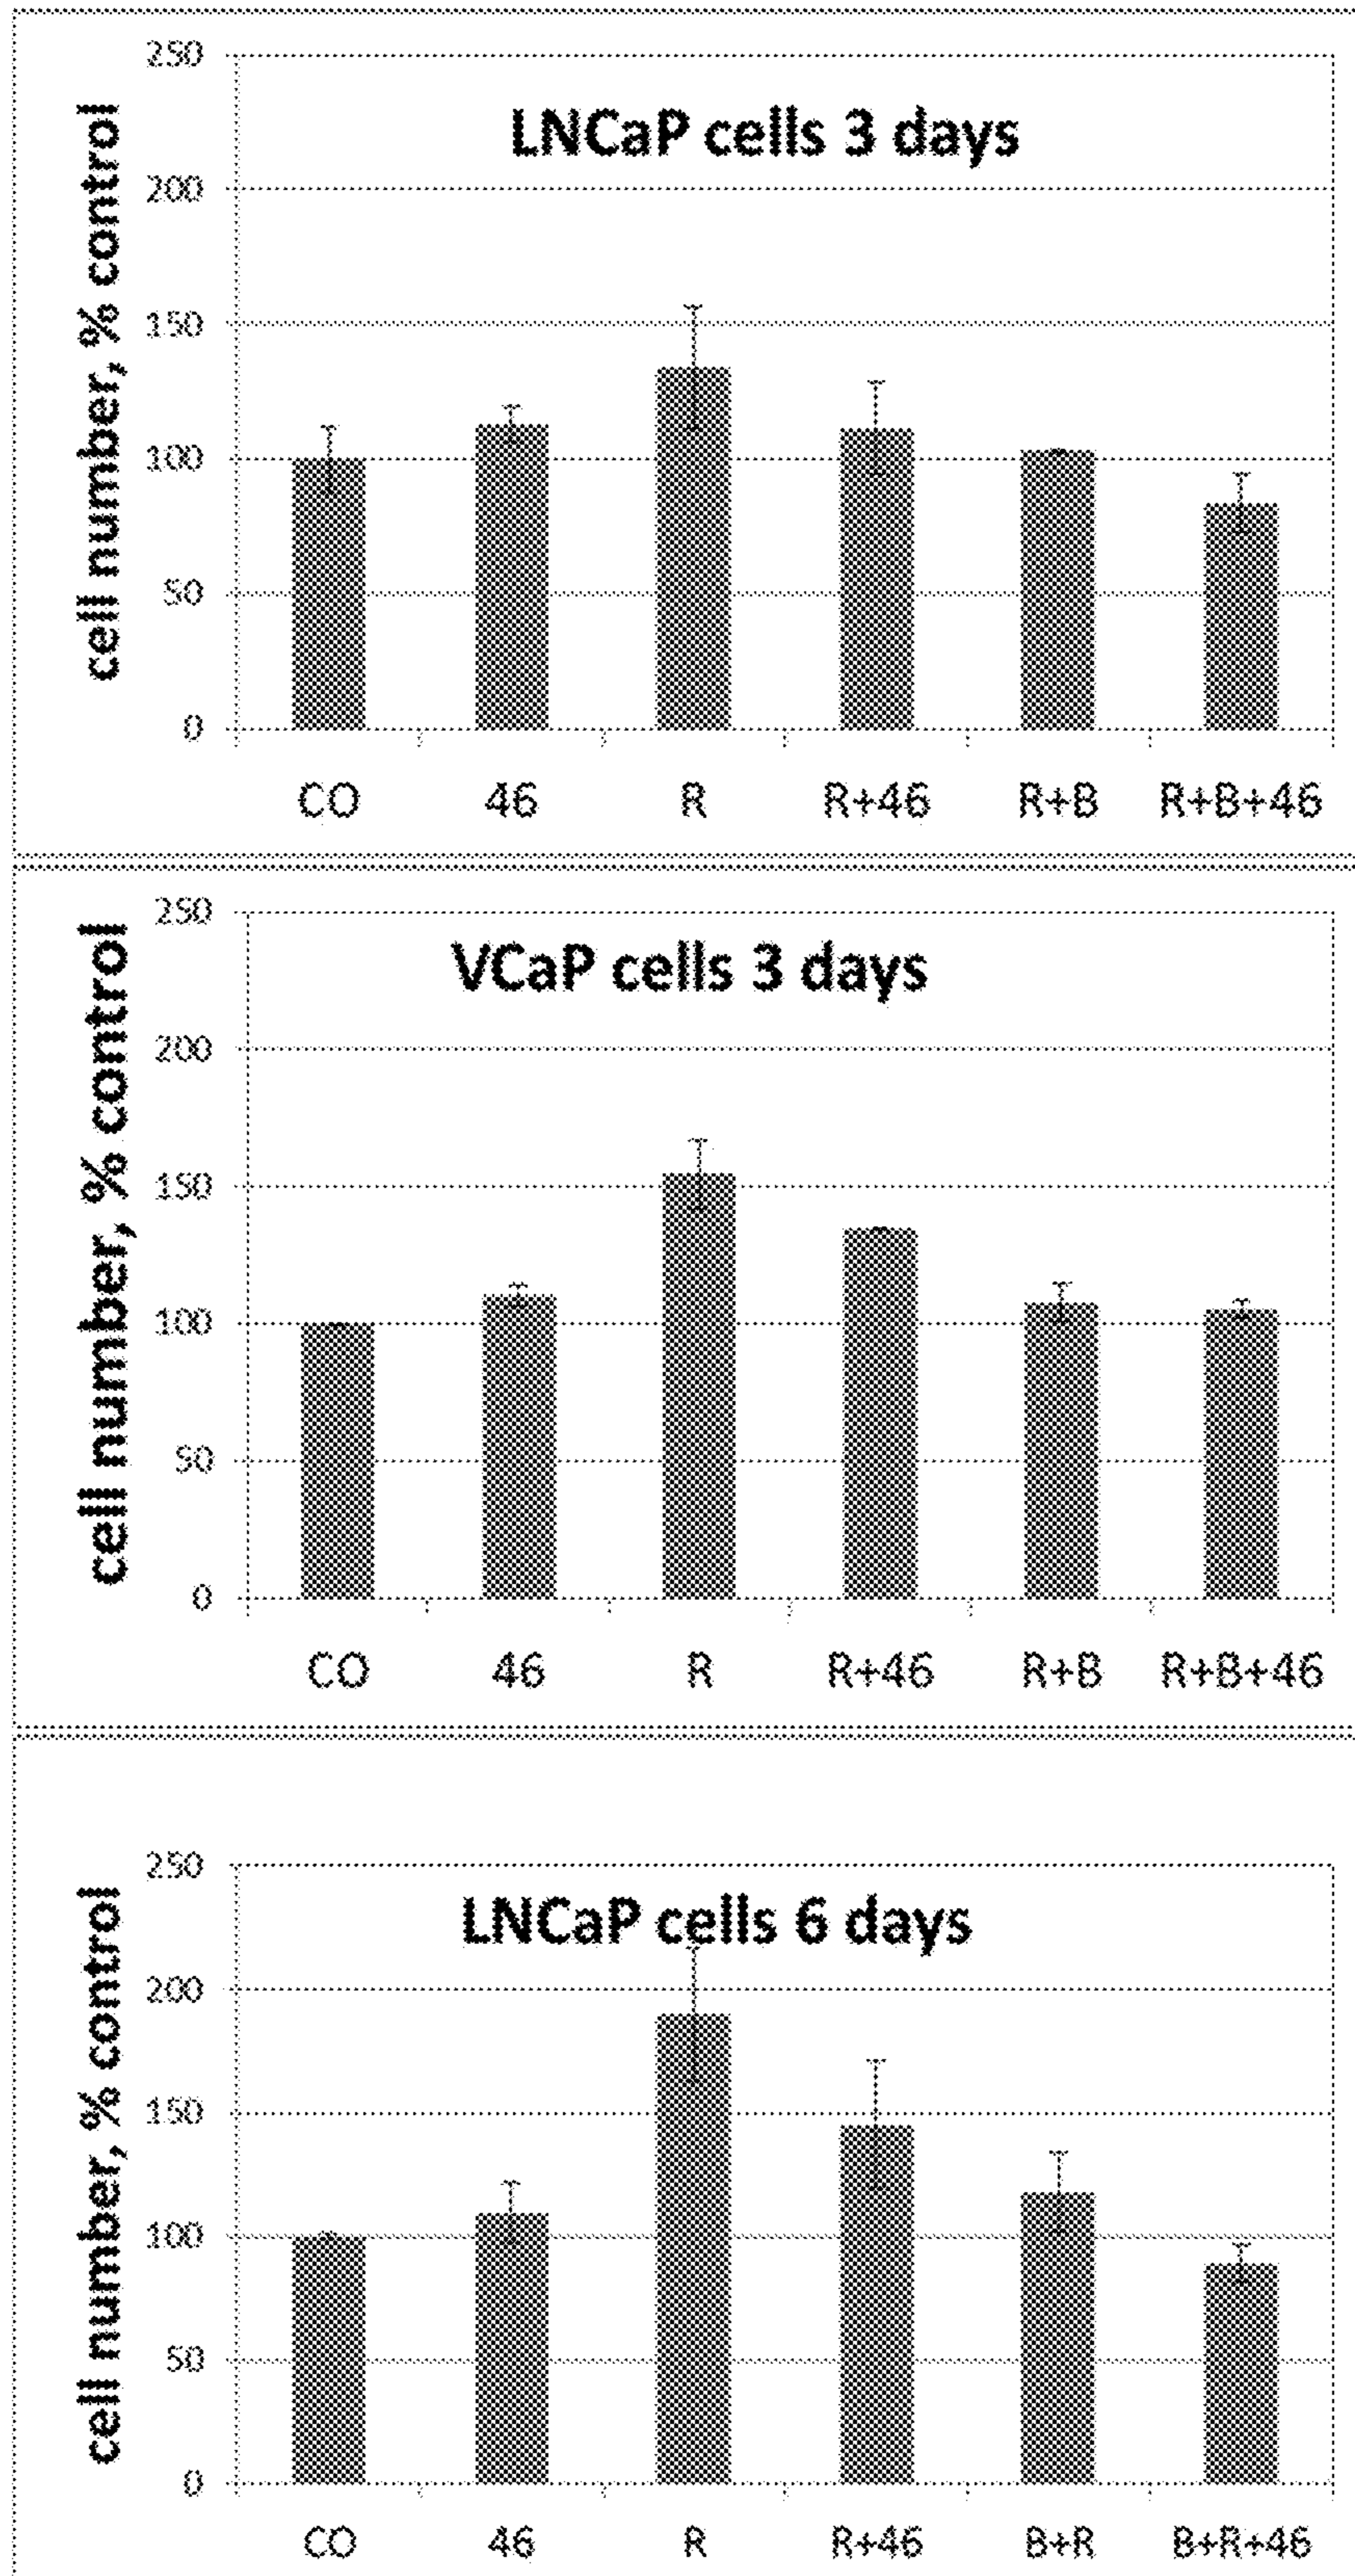 LNCaP cells 3 days
cell number, % control
250
200
150
100
50
0
CO 46 R R+46 R+B R+B+46
VCaP cells 3 days
cell number, % control
250
200
150
100
50
0
CO 46 R R+46 R+B R+B+46
LNCaP cells 6 days
cell number, % control
250
200
150
100
50
0
CO 46 R R+46 B+R B+R+46